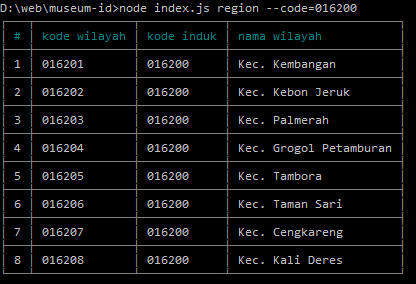 D:\web\museum-id>node index.js region --code=016200
# kode wilayah kode induk nama wilayah
1 016201 016200 Kec. Kembangan
2 016202 016200 Kec. Kebon Jeruk
3 016203 016200 Kec. Palmerah
4 016204 016200 Kec. Grogol Petamburan
5 016205 016200 Kec. Tambora
6 016206 016200 Kec. Taman Sari
7 016207 016200 Kec. Cengkareng
8 016208 016200 Kec. Kali Deres